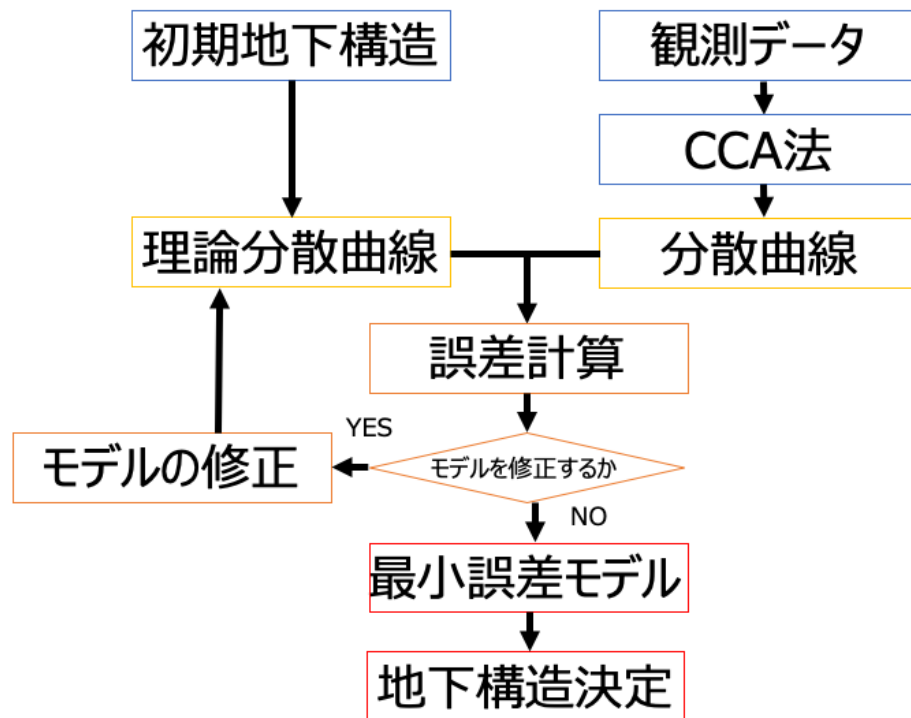 初期地下構造
観測データ
CCA法
理論分散曲線
分散曲線
誤差計算
YES
モデルの修正
モデルを修正するか
NO
最小誤差モデル
地下構造決定